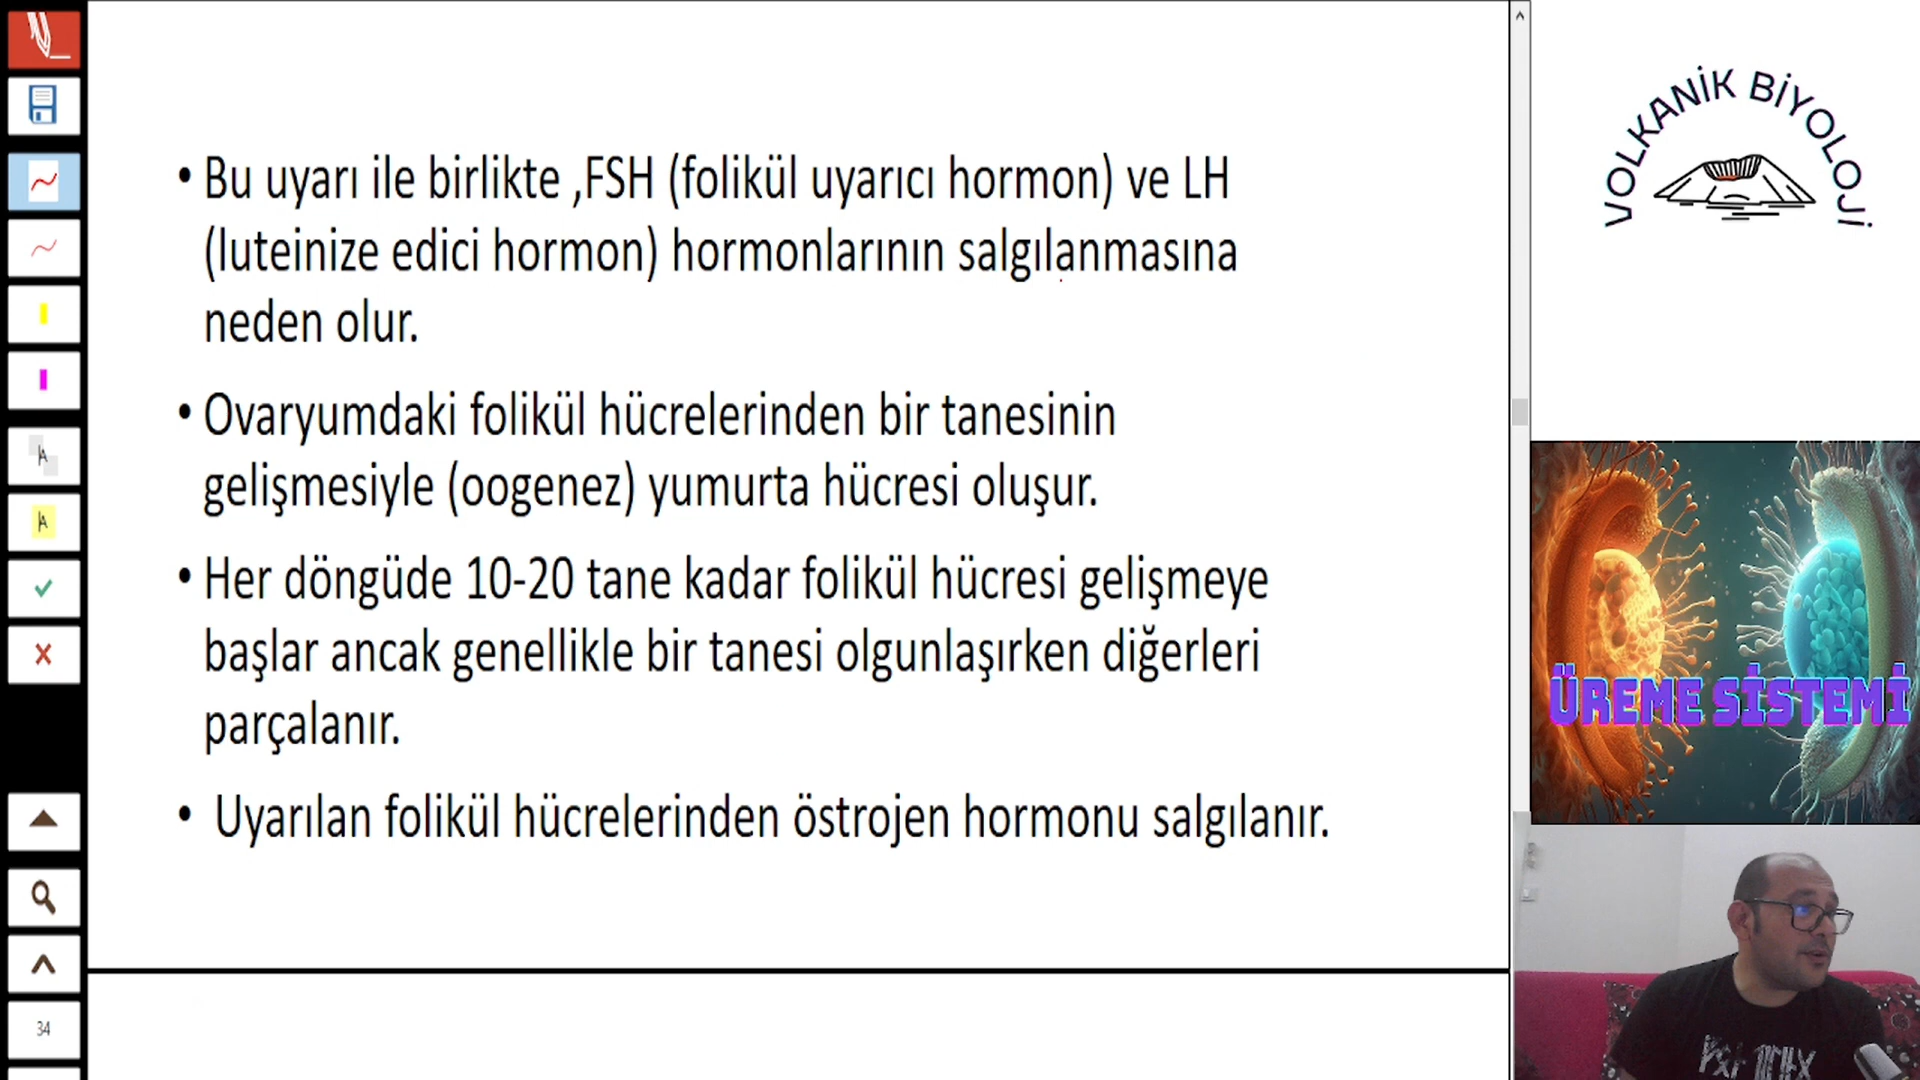 • Bu uyarı ile birlikte ,FSH (folikül uyarıcı hormon) ve LH
(luteinize edici hormon) hormonlarının salgılanmasına
neden olur.
• Ovaryumdaki folikül hücrelerinden bir tanesinin
gelişmesiyle (oogenez) yumurta hücresi oluşur.
• Her döngüde 10-20 tane kadar folikül hücresi gelişmeye
başlar ancak genellikle bir tanesi olgunlaşırken diğerleri
parçalanır.
• Uyarılan folikül hücrelerinden östrojen hormonu salgılanır.
A
A
34
VOLKANİK BİYOLOJİ
ÜREME SİSTEMİ